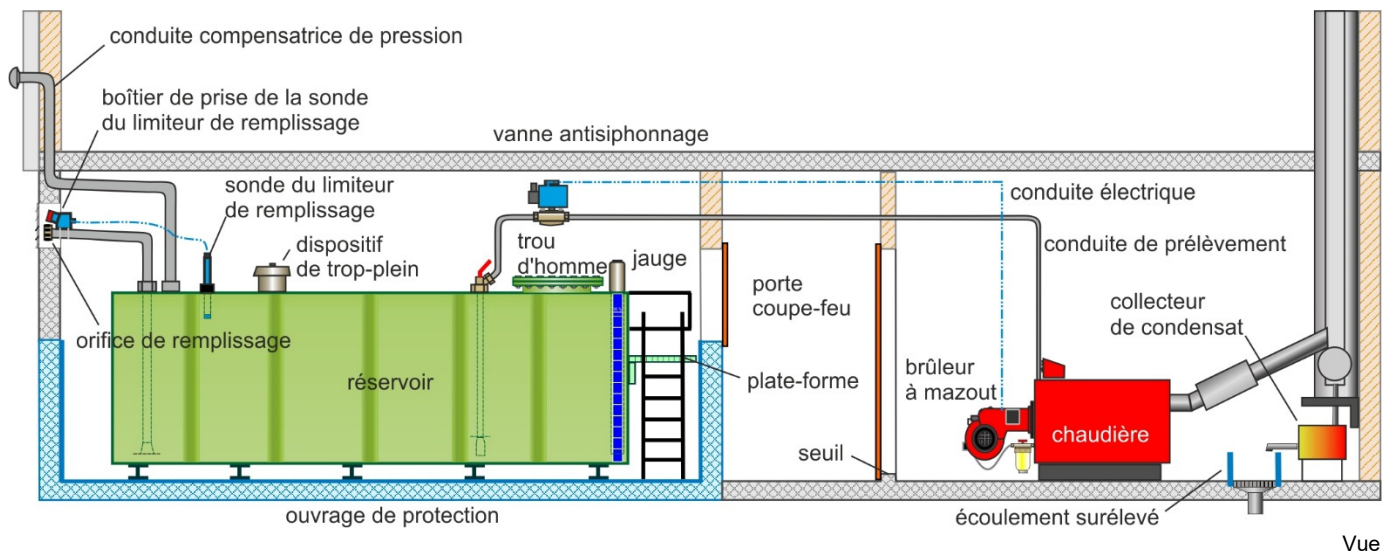 conduite compensatrice de pression
boîtier de prise de la sonde
du limiteur de remplissage
vanne antisiphonnage
sonde du limiteur
de remplissage
conduite électrique
dispositif
de trop-plein
trou
d'homme
jauge
conduite de prélèvement
porte
coupe-feu
collecteur
de condensat
orifice de remplissage
réservoir
plate-forme
brûleur
à mazout
chaudière
seuil
ouvrage de protection
écoulement surélevé
Vue